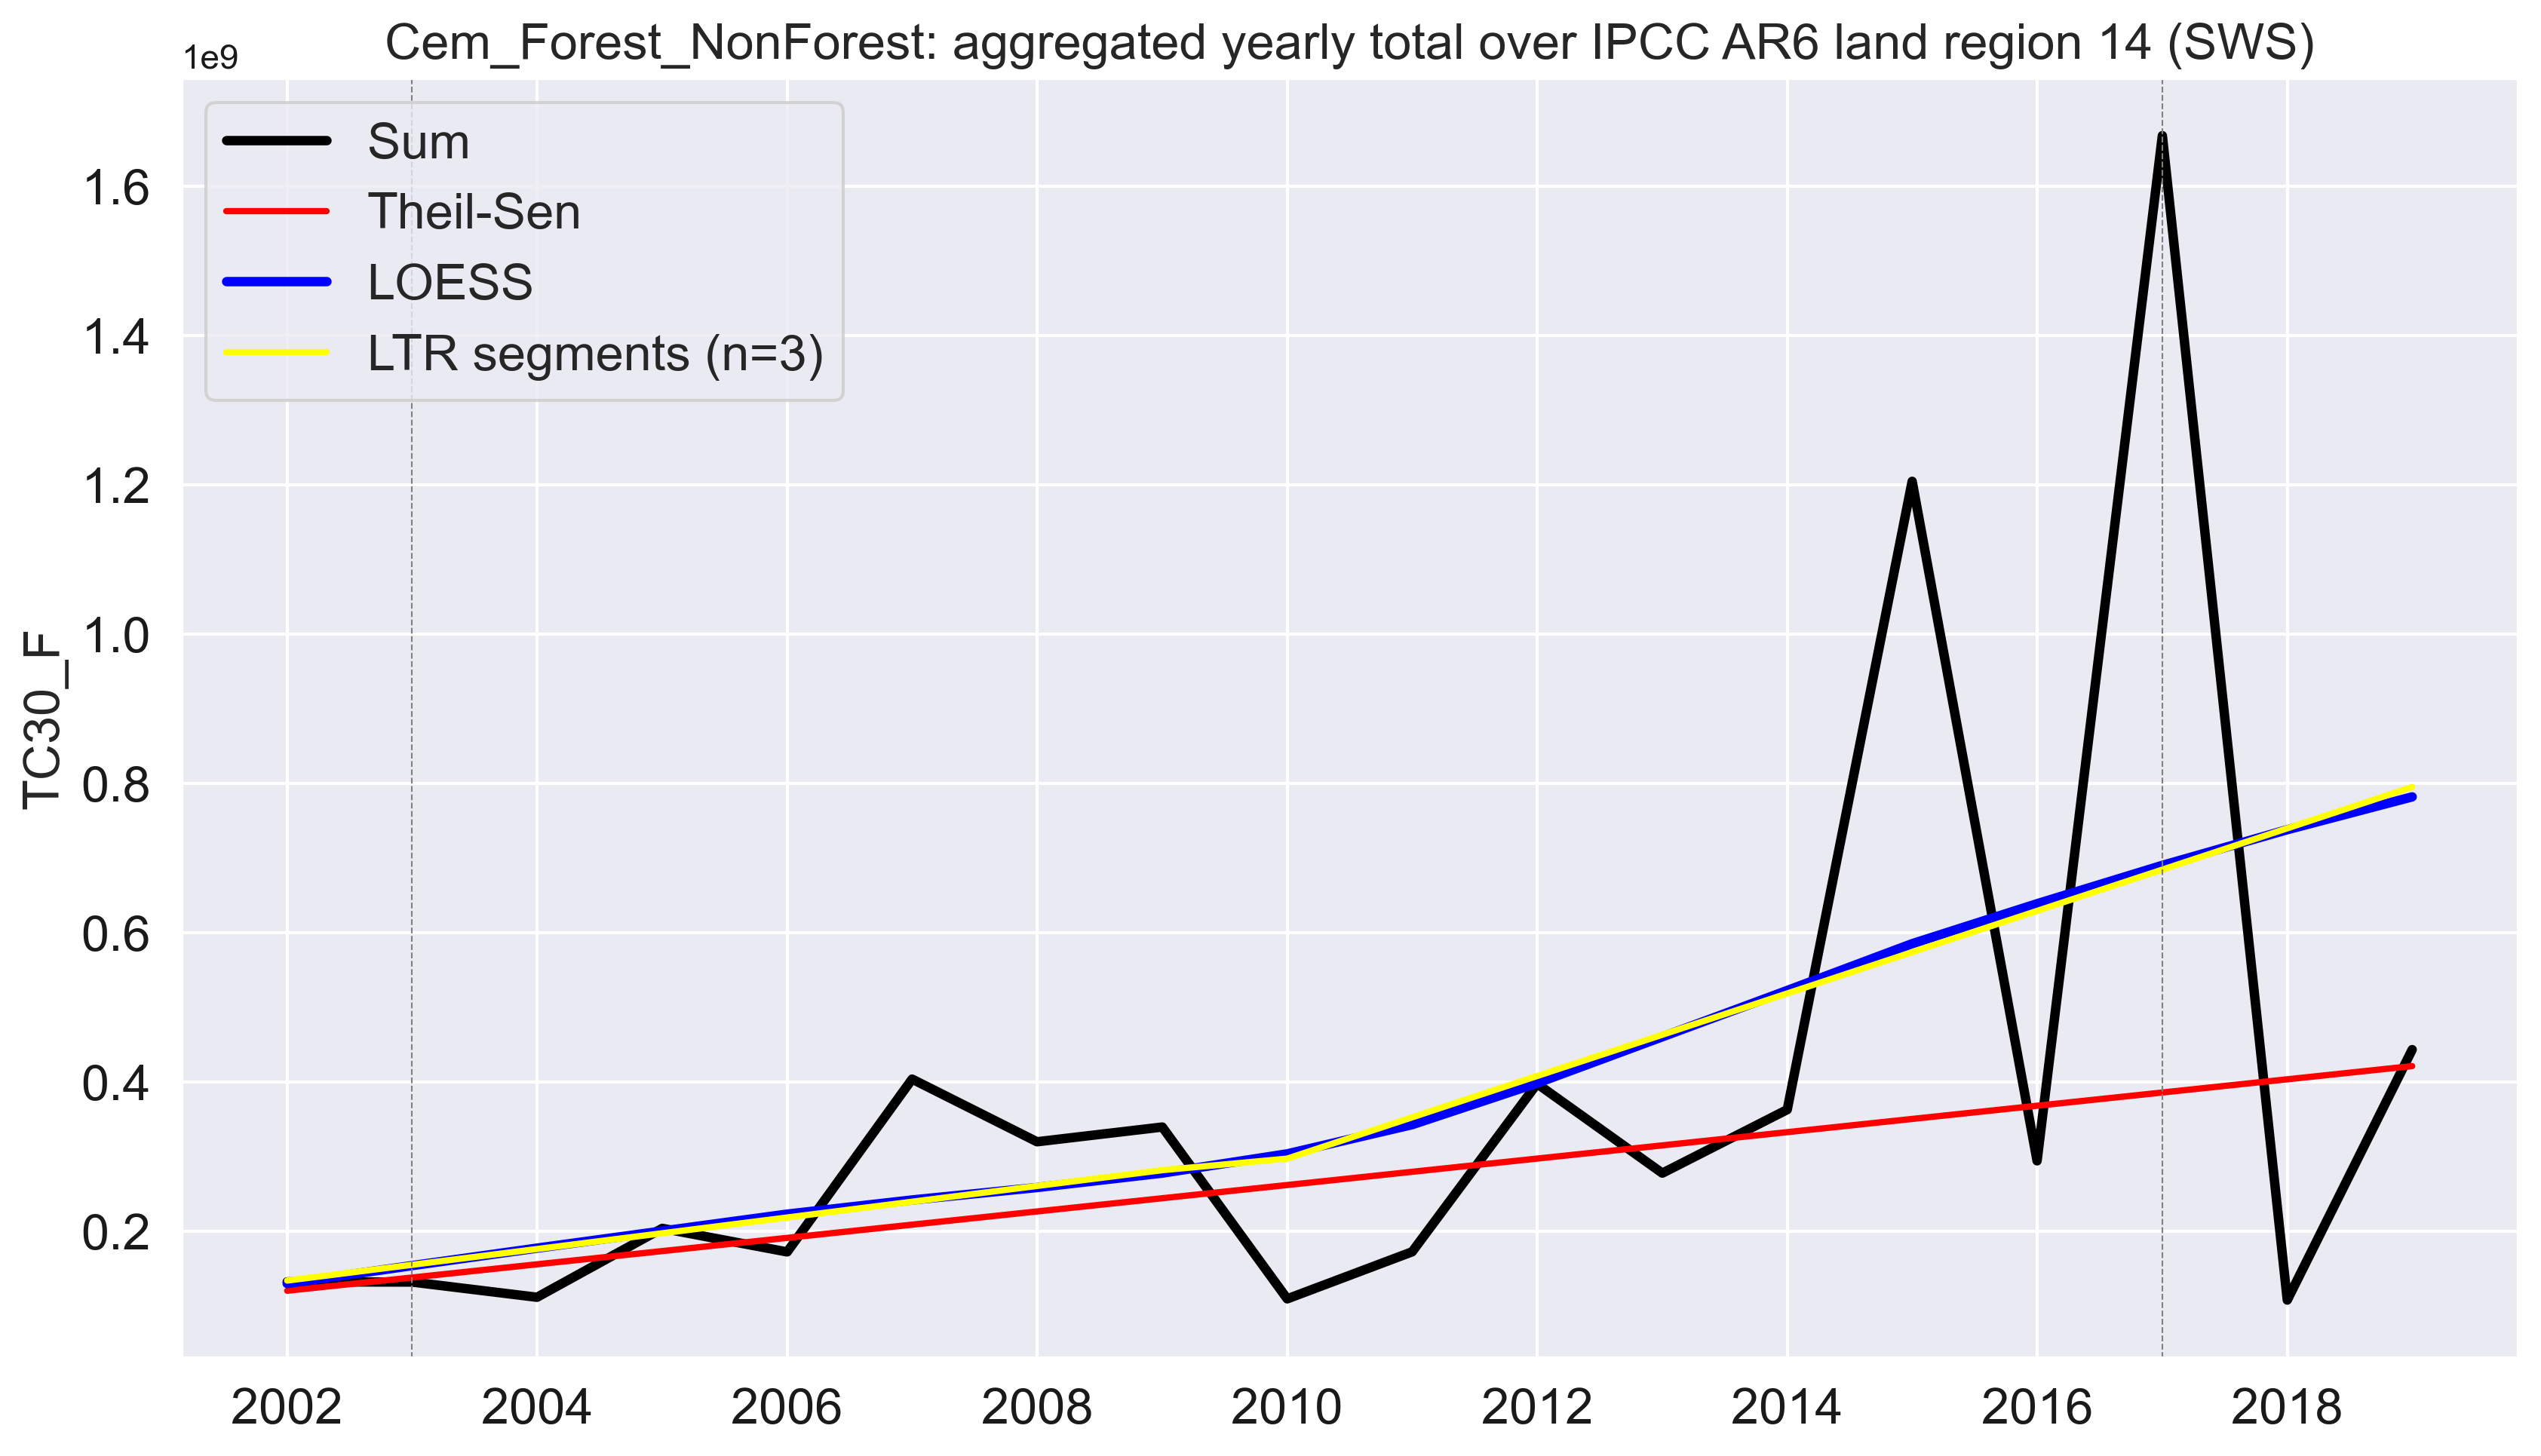 Cem_Forest_NonForest: aggregated yearly total over IPCC AR6 land region 14 (SWS)
1e9
Sum
Theil-Sen
LOESS
LTR segments (n=3)
TC30_F
1.6
1.4
1.2
1.0
0.8
0.6
0.4
0.2
2002 2004 2006 2008 2010 2012 2014 2016 2018